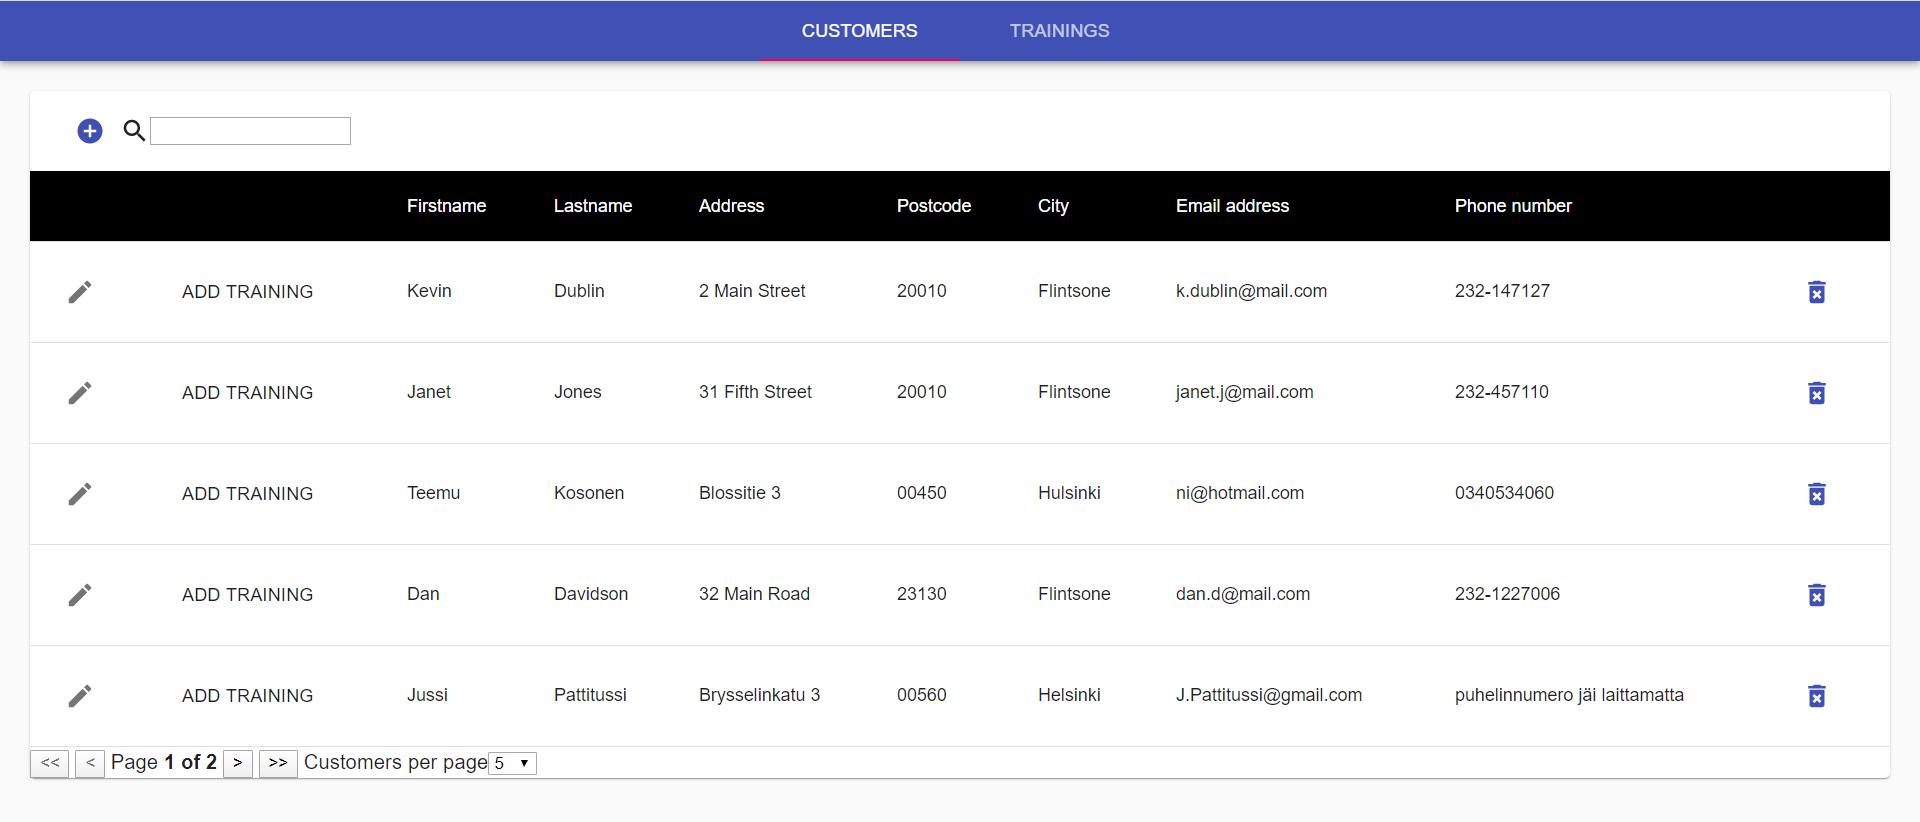 CUSTOMERS TRAININGS
Firstname Lastname Address Postcode City Email address Phone number
ADD TRAINING Kevin Dublin 2 Main Street 20010 Flintsone k.dublin@mail.com 232-147127
ADD TRAINING Janet Jones 31 Fifth Street 20010 Flintsone janet.j@mail.com 232-457110
ADD TRAINING Teemu Kosonen Blossitie 3 00450 Hulsinki ni@hotmail.com 0340534060
ADD TRAINING Dan Davidson 32 Main Road 23130 Flintsone dan.d@mail.com 232-1227006
ADD TRAINING Jussi Pattitussi Brysselinkatu 3 00560 Helsinki J.Pattitussi@gmail.com puhelinnumero jäi laittamatta
<< < Page 1 of 2 > >> Customers per page 5